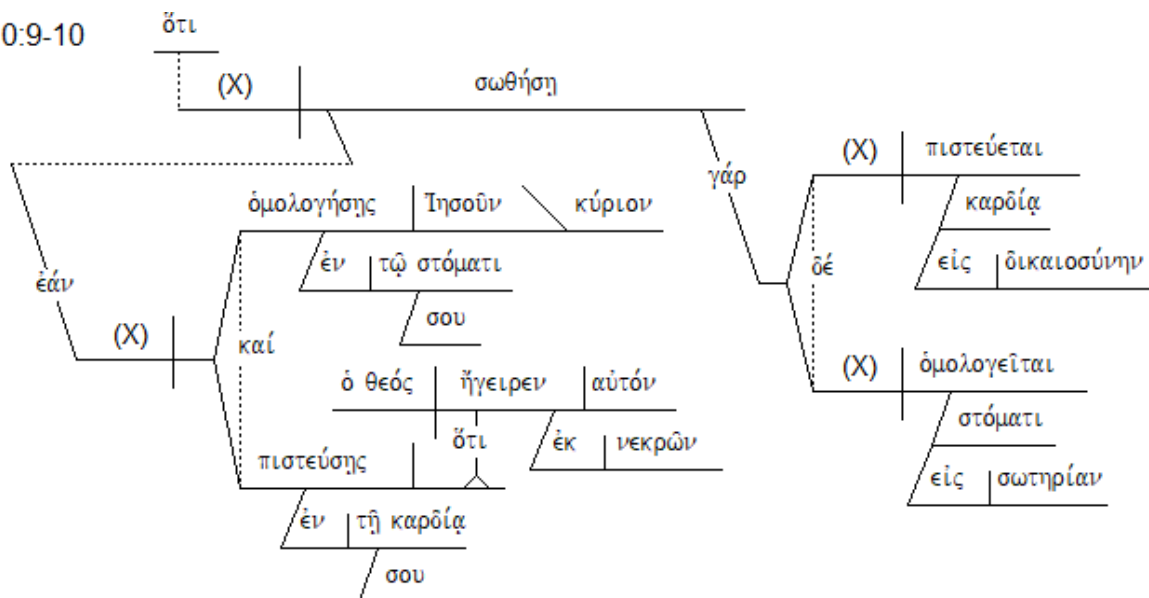 0:9-10
ὅτι
(X) σωθήσῃ
γάρ
(X) πιστεύεται
καρδίᾳ
εἰς δικαιοσύνην
δέ
(X) ὁμολογεῖται
στόματι
εἰς σωτηρίαν
ἐάν
(X)
καί
ὁμολογήσῃς Ἰησοῦν κύριον
ἐν τῷ στόματι
σου
πιστεύσῃς
ὅτι
ὁ θεός ἤγειρεν αὐτόν
ἐκ νεκρῶν
ἐν τῇ καρδίᾳ
σου